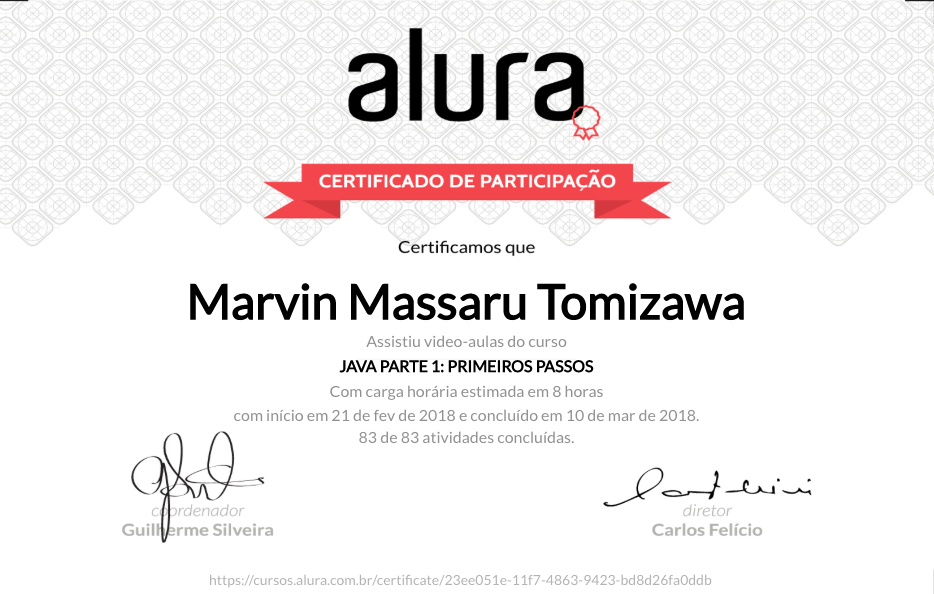 alura
CERTIFICADO DE PARTICIPAÇÃO
Certificamos que
Marvin Massaru Tomizawa
Assistiu video-aulas do curso
JAVA PARTE 1: PRIMEIROS PASSOS
Com carga horária estimada em 8 horas
com início em 21 de fev de 2018 e concluído em 10 de mar de 2018.
83 de 83 atividades concluídas.
coordenador
Guilherme Silveira
diretor
Carlos Felício
https://cursos.alura.com.br/certificate/23ee051e-11f7-4863-9423-bd8d26fa0ddb